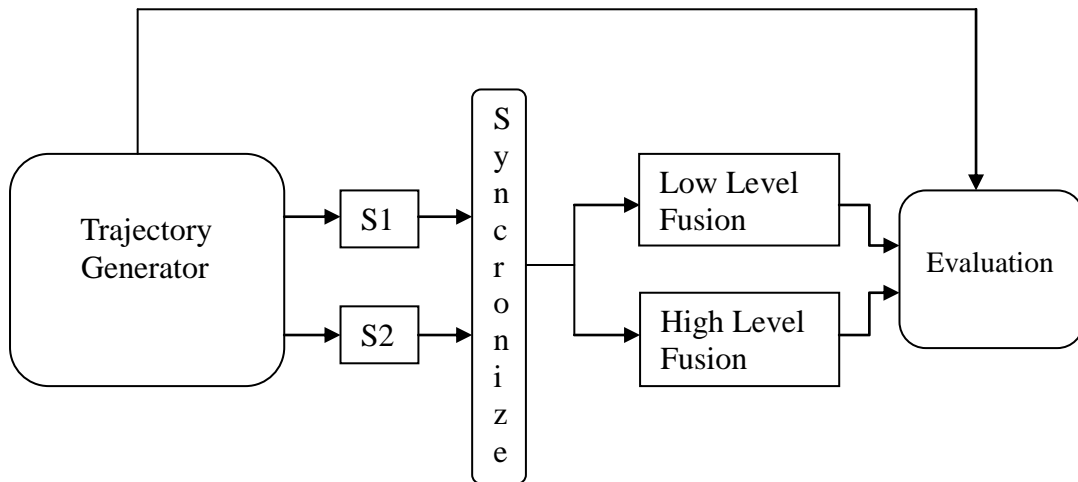 Trajectory
Generator
S1
S2
S
y
n
c
r
o
n
i
z
e
Low Level
Fusion
High Level
Fusion
Evaluation